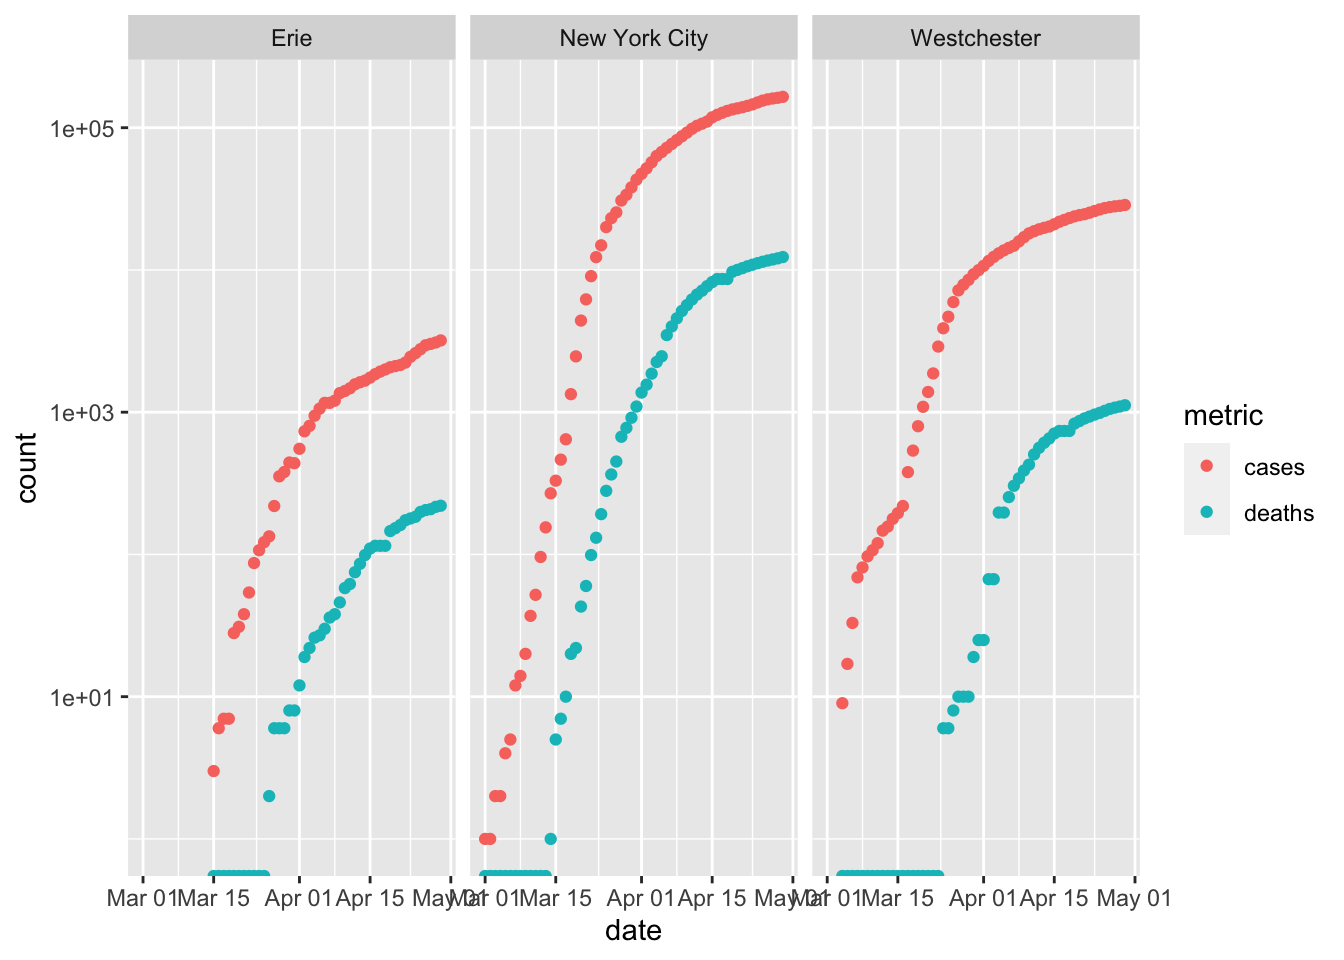 Erie
New York City
Westchester
1e+05
1e+03
1e+01
count
Mar 01 Mar 15 Apr 01 Apr 15 May 01
Mar 01 Mar 15 Apr 01 Apr 15 May 01
Mar 01 Mar 15 Apr 01 Apr 15 May 01
date
metric
cases
deaths